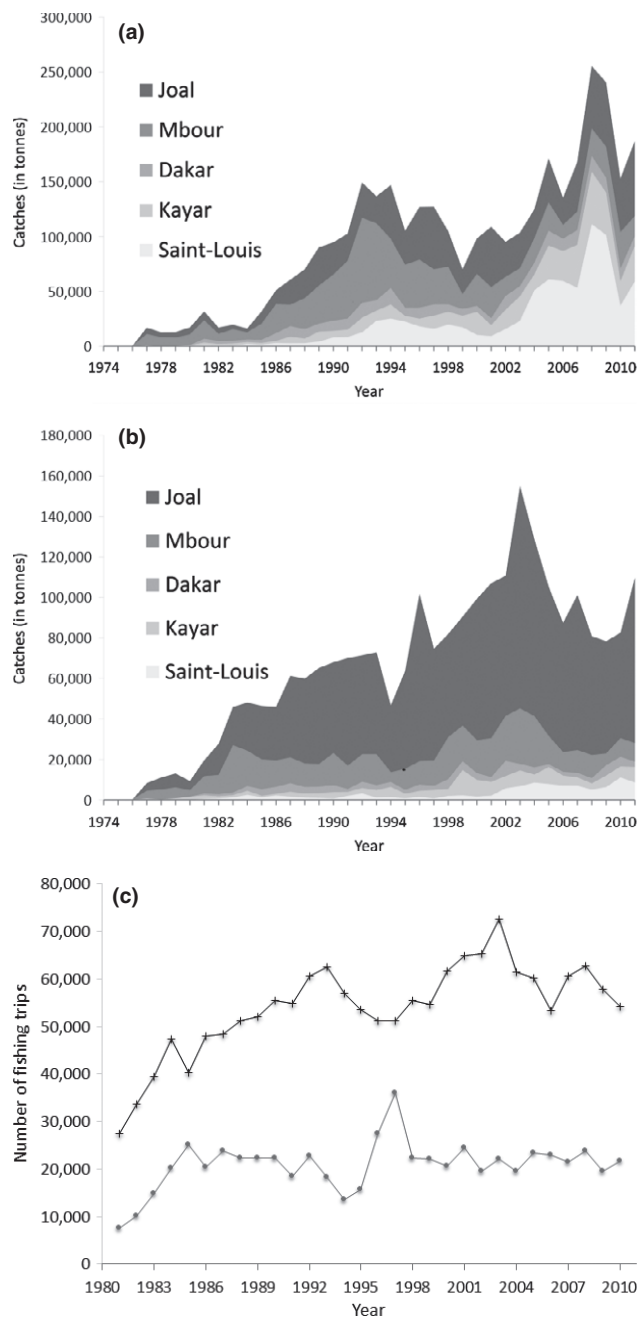 (a)
300,000
250,000
200,000
150,000
100,000
50,000
0
Catches (in tonnes)
Joal
Mbour
Dakar
Kayar
Saint-Louis
1974 1978 1982 1986 1990 1994 1998 2002 2006 2010
Year
(b)
180,000
160,000
140,000
120,000
100,000
80,000
60,000
40,000
20,000
0
Catches (in tonnes)
Joal
Mbour
Dakar
Kayar
Saint-Louis
1974 1978 1982 1986 1990 1994 1998 2002 2006 2010
Year
(c)
80,000
70,000
60,000
50,000
40,000
30,000
20,000
10,000
0
Number of fishing trips
1980 1983 1986 1989 1992 1995 1998 2001 2004 2007 2010
Year